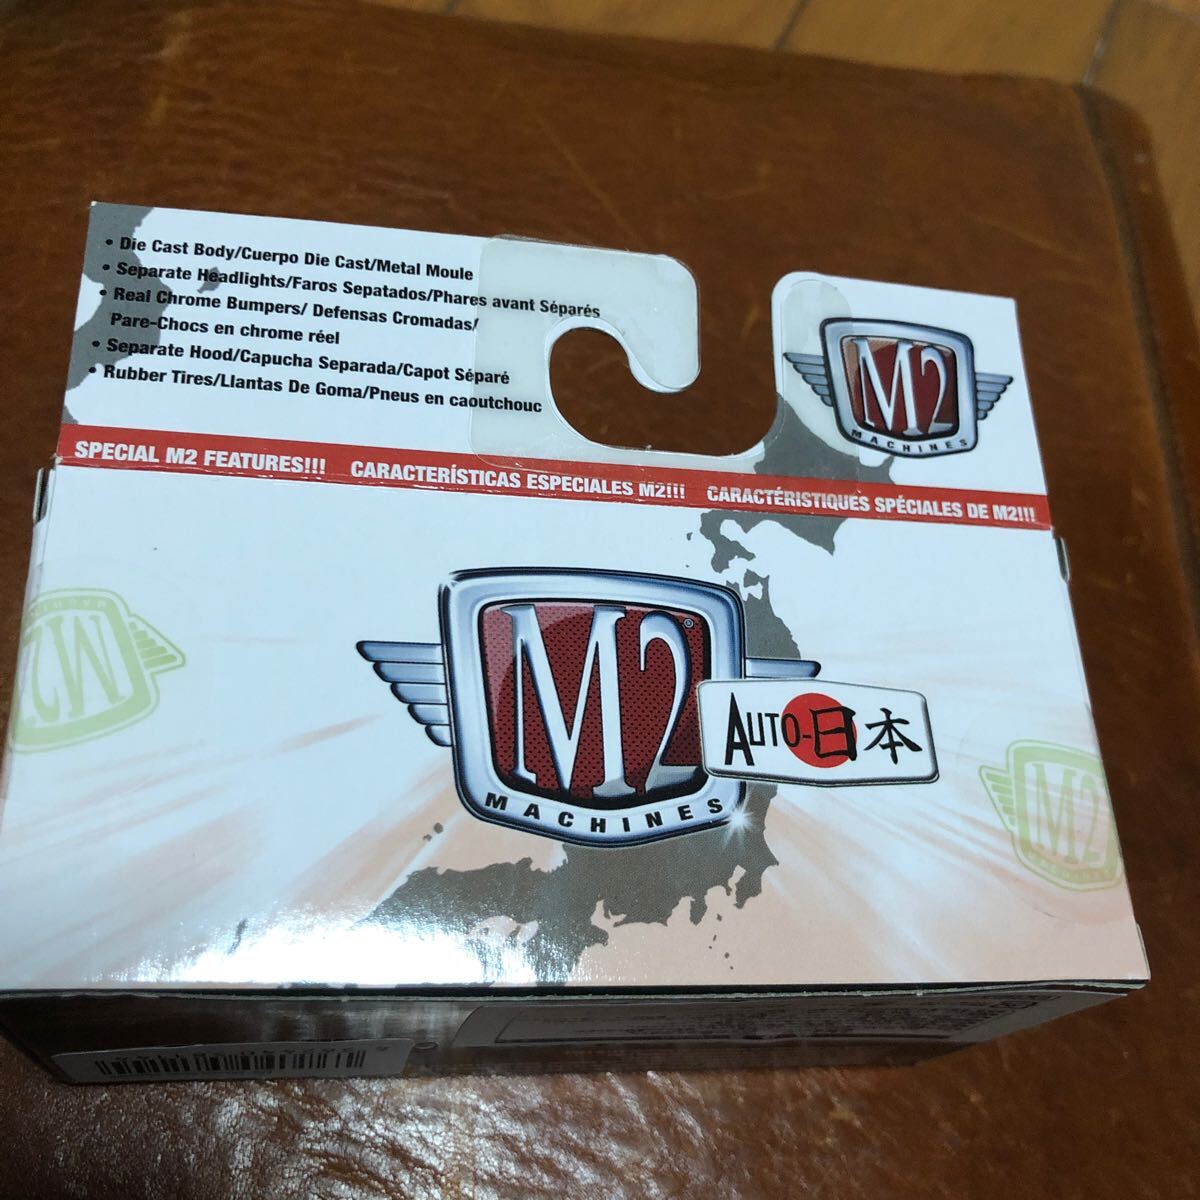 • Die Cast Body/Cuerpo Die Cast/Metal Moule
• Separate Headlights/Faros Sepatados/Phares avant Séparés
• Real Chrome Bumpers/ Defensas Cromadas/
Pare-Chocs en chrome réel
• Separate Hood/Capucha Separada/Capot Séparé
• Rubber Tires/Llantas De Goma/Pneus en caoutchouc
M2
MACHINES
SPECIAL M2 FEATURES!!! CARACTERÍSTICAS ESPECIALES M2!!! CARACTÉRISTIQUES SPÉCIALES DE M2!!!
M2®
MACHINES
AUTO-日本
M2
MACHINES
M2
MACHINES